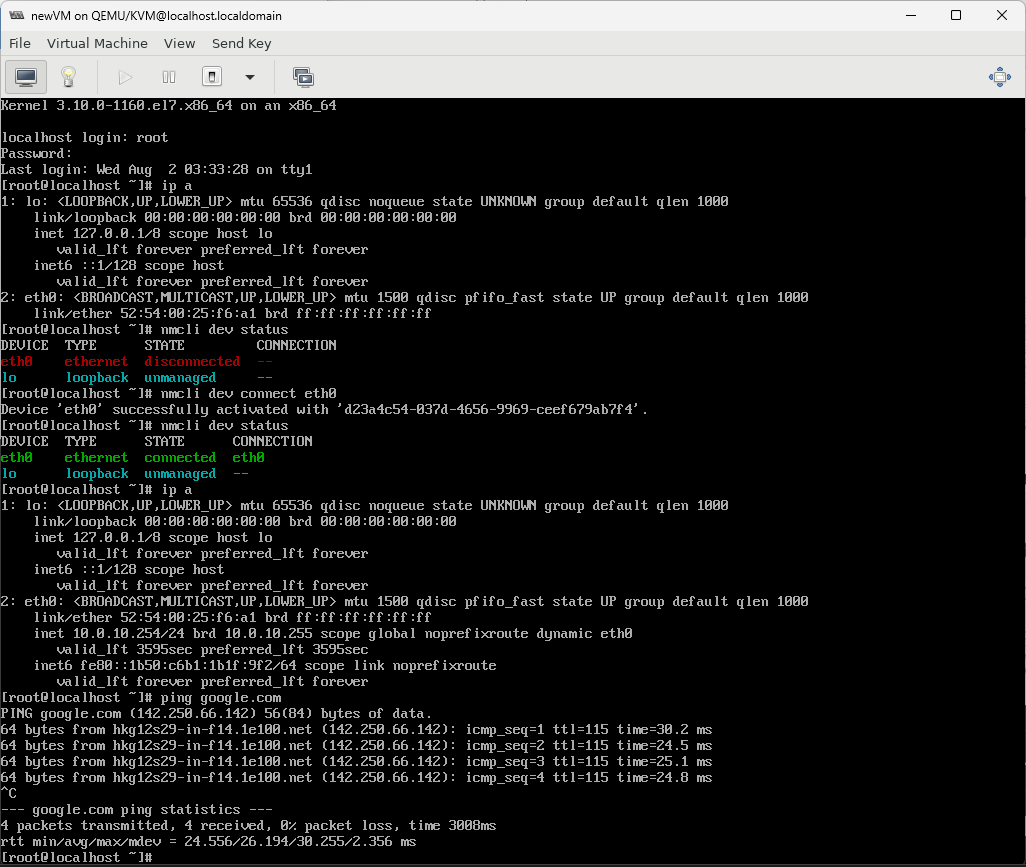 newVM on QEMU/KVM@localhost.localdomain
File Virtual Machine View Send Key
Kernel 3.10.0-1160.el7.x86_64 on an x86_64
localhost login: root
Password:
Last login: Wed Aug  2 03:33:28 on tty1
[root@localhost ~]# ip a
1: lo: <LOOPBACK,UP,LOWER_UP> mtu 65536 qdisc noqueue state UNKNOWN group default qlen 1000
    link/loopback 00:00:00:00:00:00 brd 00:00:00:00:00:00
    inet 127.0.0.1/8 scope host lo
       valid_lft forever preferred_lft forever
    inet6 ::1/128 scope host
       valid_lft forever preferred_lft forever
2: eth0: <BROADCAST,MULTICAST,UP,LOWER_UP> mtu 1500 qdisc pfifo_fast state UP group default qlen 1000
    link/ether 52:54:00:25:f6:a1 brd ff:ff:ff:ff:ff:ff
[root@localhost ~]# nmcli dev status
DEVICE  TYPE      STATE         CONNECTION
eth0    ethernet  disconnected  --
lo      loopback  unmanaged     --
[root@localhost ~]# nmcli dev connect eth0
Device 'eth0' successfully activated with 'd23a4c54-037d-4656-9969-ceef679ab7f4'.
[root@localhost ~]# nmcli dev status
DEVICE  TYPE      STATE      CONNECTION
eth0    ethernet  connected  eth0
lo      loopback  unmanaged  --
[root@localhost ~]# ip a
1: lo: <LOOPBACK,UP,LOWER_UP> mtu 65536 qdisc noqueue state UNKNOWN group default qlen 1000
    link/loopback 00:00:00:00:00:00 brd 00:00:00:00:00:00
    inet 127.0.0.1/8 scope host lo
       valid_lft forever preferred_lft forever
    inet6 ::1/128 scope host
       valid_lft forever preferred_lft forever
2: eth0: <BROADCAST,MULTICAST,UP,LOWER_UP> mtu 1500 qdisc pfifo_fast state UP group default qlen 1000
    link/ether 52:54:00:25:f6:a1 brd ff:ff:ff:ff:ff:ff
    inet 10.0.10.254/24 brd 10.0.10.255 scope global noprefixroute dynamic eth0
       valid_lft 3595sec preferred_lft 3595sec
    inet6 fe80::1b50:c6b1:1b1f:9f2/64 scope link noprefixroute
       valid_lft forever preferred_lft forever
[root@localhost ~]# ping google.com
PING google.com (142.250.66.142) 56(84) bytes of data.
64 bytes from hkg12s29-in-f14.1e100.net (142.250.66.142): icmp_seq=1 ttl=115 time=30.2 ms
64 bytes from hkg12s29-in-f14.1e100.net (142.250.66.142): icmp_seq=2 ttl=115 time=24.5 ms
64 bytes from hkg12s29-in-f14.1e100.net (142.250.66.142): icmp_seq=3 ttl=115 time=25.1 ms
64 bytes from hkg12s29-in-f14.1e100.net (142.250.66.142): icmp_seq=4 ttl=115 time=24.8 ms
^C
--- google.com ping statistics ---
4 packets transmitted, 4 received, 0% packet loss, time 3008ms
rtt min/avg/max/mdev = 24.556/26.194/30.255/2.356 ms
[root@localhost ~]#